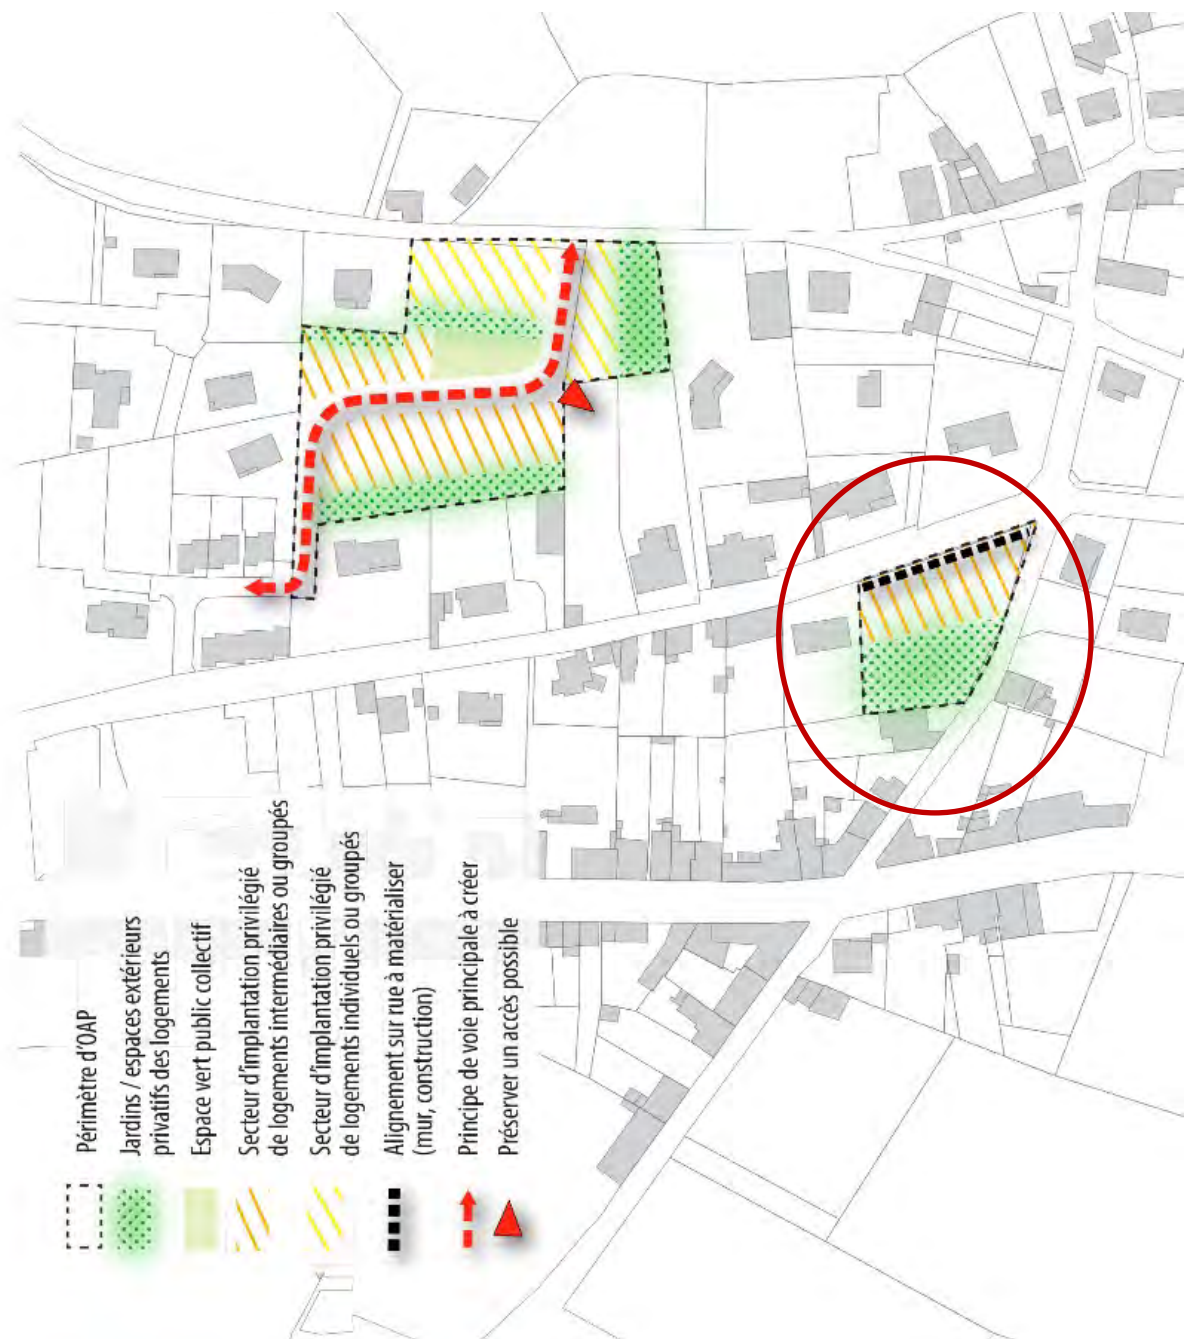 Périmètre d'OAP
Jardins / espaces extérieurs
privatifs des logements
Espace vert public collectif
Secteur d'implantation privilégié
de logements intermédiaires ou groupés
Secteur d'implantation privilégié
de logements individuels ou groupés
Alignement sur rue à matérialiser
(mur, construction)
Principe de voie principale à créer
Préserver un accès possible